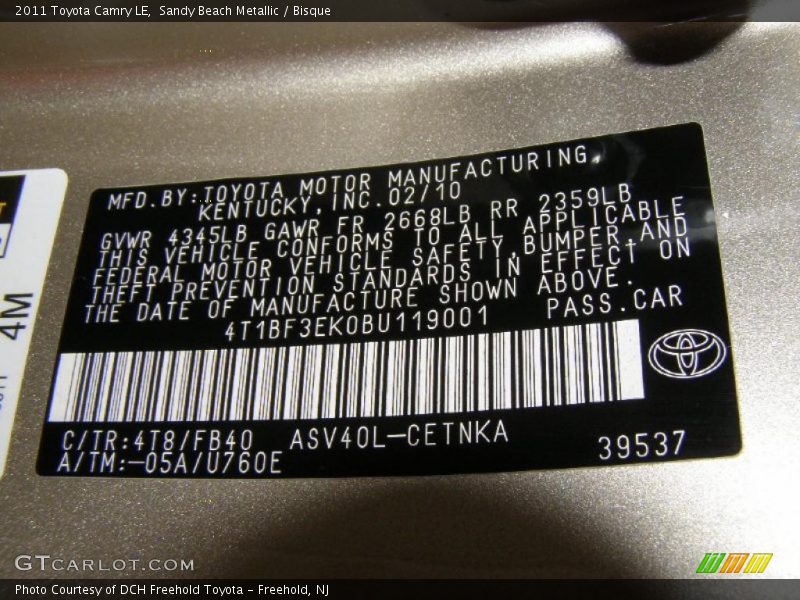 2011 Toyota Camry LE,  Sandy Beach Metallic / Bisque
MFD.BY:TOYOTA MOTOR MANUFACTURING
KENTUCKY,INC.02/10
GVWR 4345LB GAWR FR 2668LB RR 2359LB
THIS VEHICLE CONFORMS TO ALL APPLICABLE
FEDERAL MOTOR VEHICLE SAFETY,BUMPER,AND
THEFT PREVENTION STANDARDS IN EFFECT ON
THE DATE OF MANUFACTURE SHOWN ABOVE.
4T1BF3EK0BU119001 PASS.CAR
C/TR:4T8/FB40 ASV40L-CETNKA
A/TM:-05A/U760E 39537
4M
GTCARLOT.COM
Photo Courtesy of DCH Freehold Toyota - Freehold, NJ